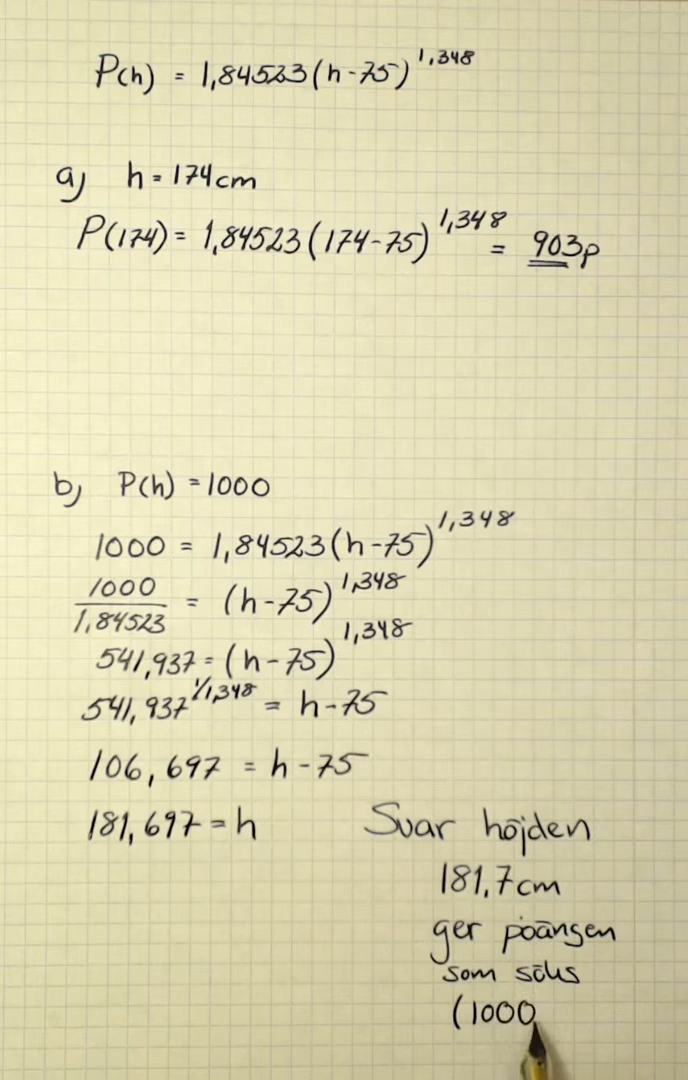 P(h) = 1,84523(h-75)^1,348
a) h = 174cm
P(174) = 1,84523(174-75)^1,348 = 903p
b) P(h) = 1000
1000 = 1,84523(h-75)^1,348
1000/1,84523 = (h-75)^1,348
541,937 = (h-75)^1,348
541,937^1/1,348 = h-75
106,697 = h-75
181,697 = h
Svar höjden
181,7cm
ger poängen
som söks
(1000